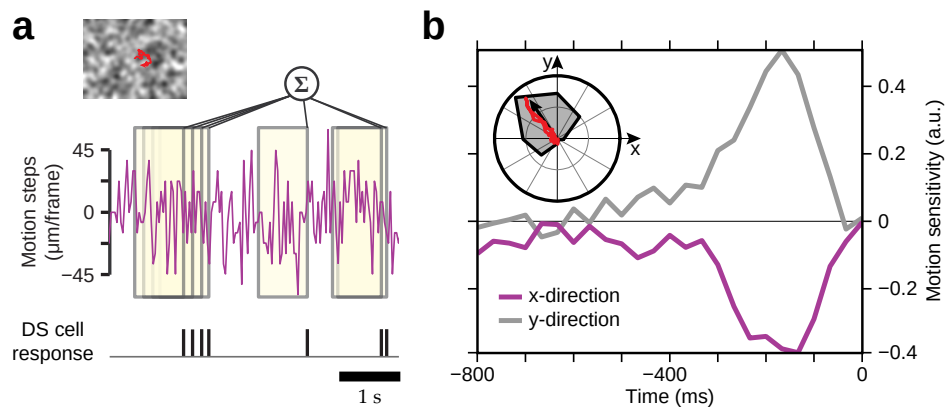 a
Σ
Motion steps
(µm/frame)
45
0
−45
DS cell
response
1 s
b
y
x
x-direction
y-direction
0.4
0.2
0
−0.2
−0.4
Motion sensitivity (a.u.)
−800
−400
0
Time (ms)